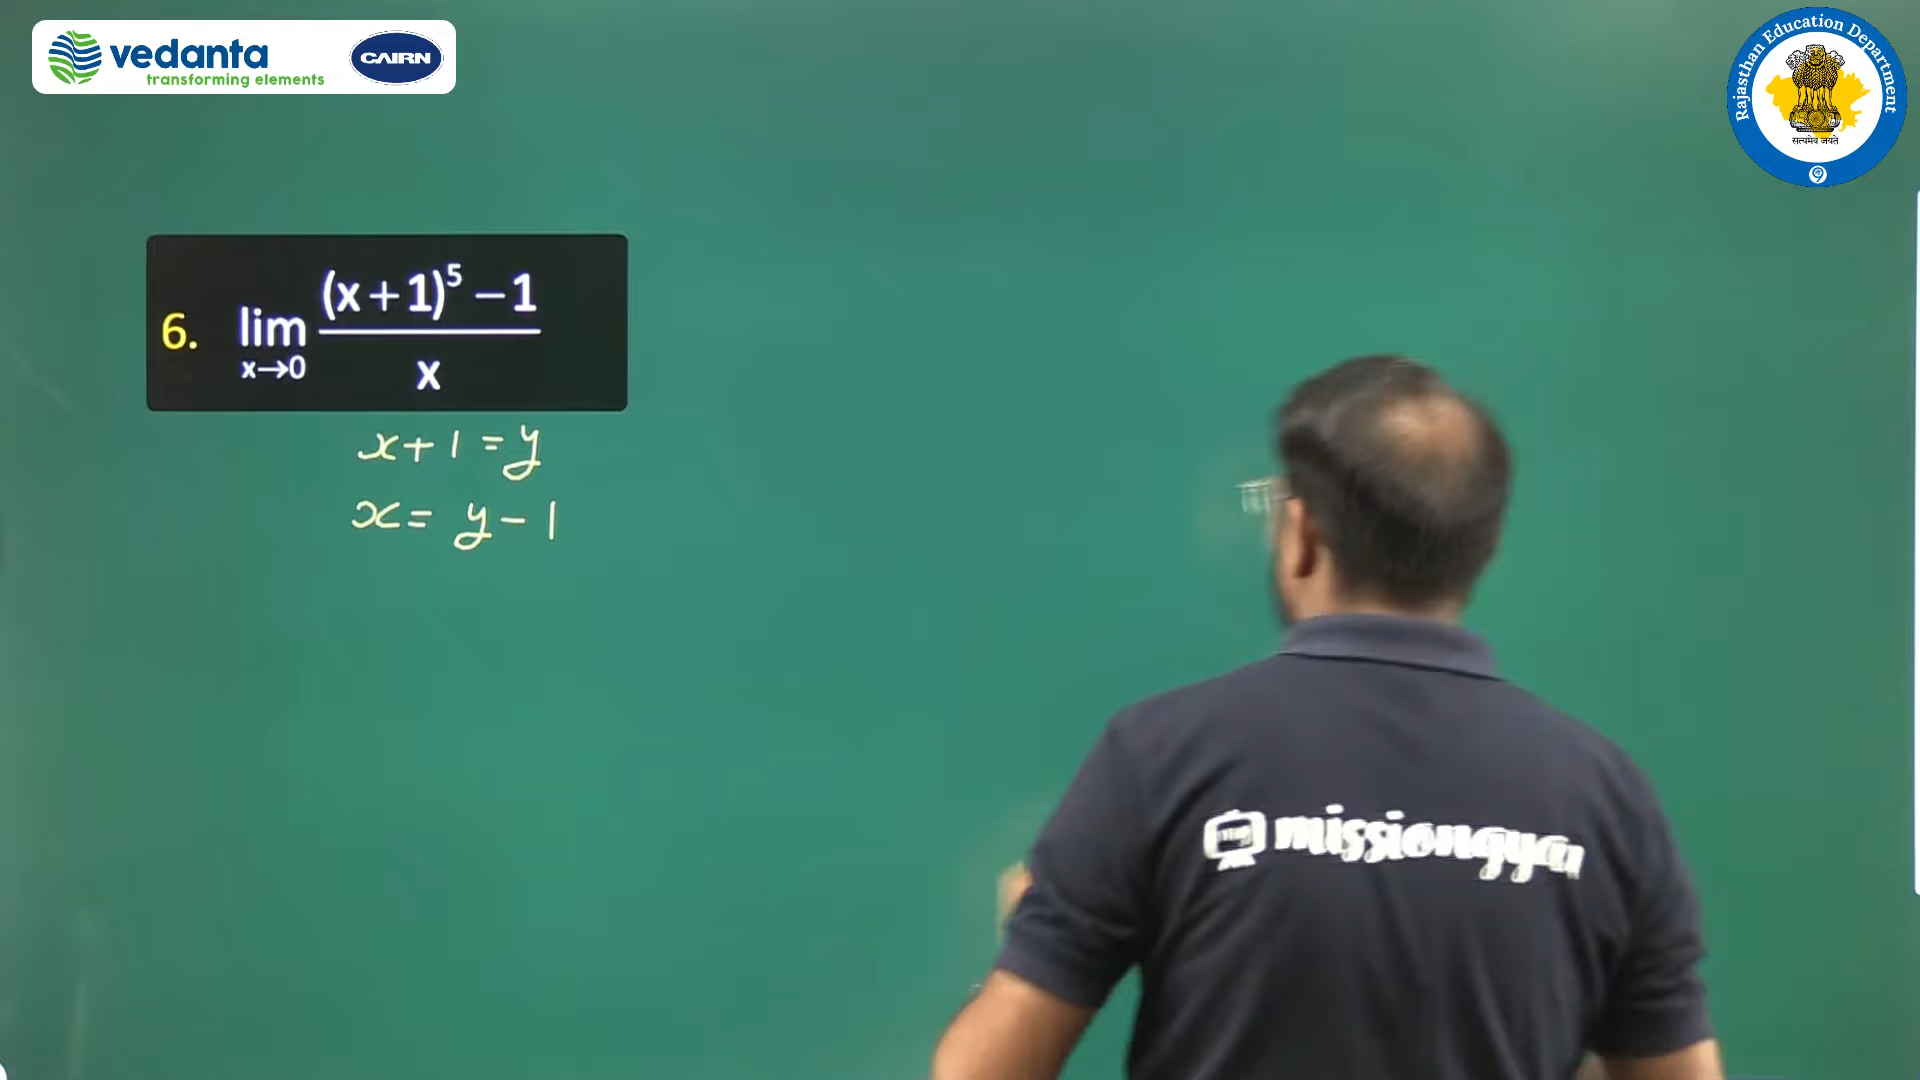 vedanta
transforming elements
CAIRN
Rajasthan Education Department
सत्यमेव जयते
6. lim x→0 (x+1)⁵ – 1 / x
x+1 = y
x = y – 1
missiongyan